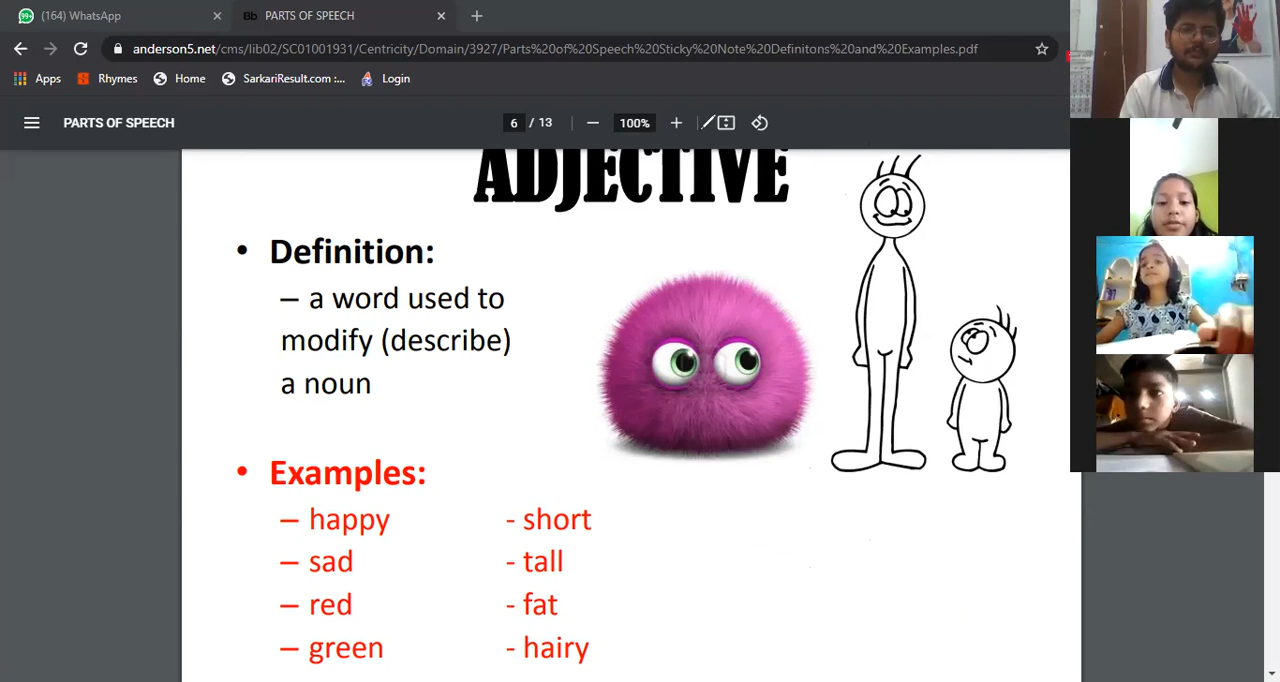 99+
(164) WhatsApp
Bb PARTS OF SPEECH
anderson5.net/cms/lib02/SC01001931/Centricity/Domain/3927/Parts%20of%20Speech%20Sticky%20Note%20Definitons%20and%20Examples.pdf
Apps Rhymes Home SarkariResult.com :... Login
PARTS OF SPEECH 6 / 13 100%
ADJECTIVE
• Definition:
– a word used to
modify (describe)
a noun
• Examples:
– happy - short
– sad - tall
– red - fat
– green - hairy